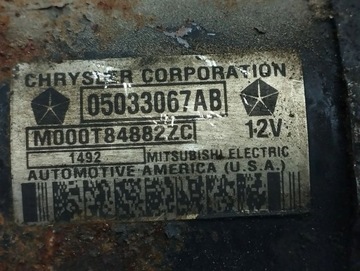 CHRYSLER CORPORATION
05033067AB
M000T84882ZC 12V
1492 MITSUBISHI ELECTRIC
AUTOMOTIVE AMERICA (U.S.A.)